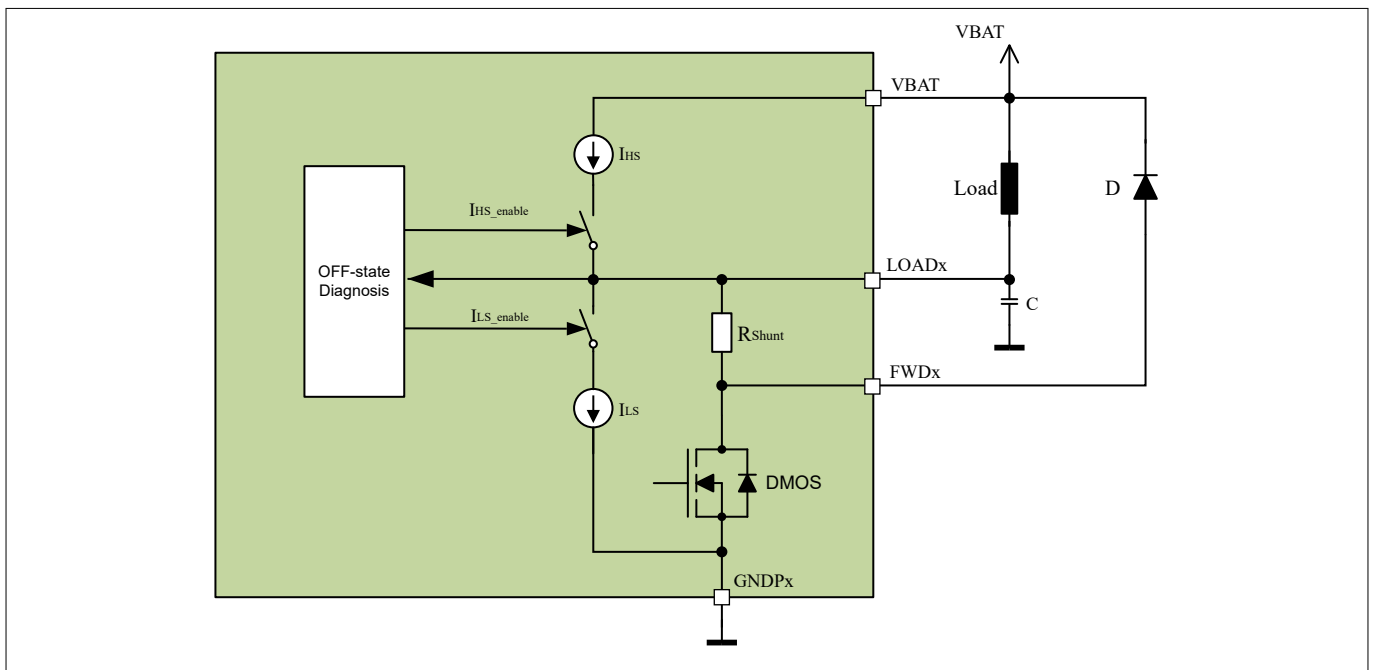 VBAT
VBAT
IHS
Load
D
IHS_enable
LOADx
OFF-state
Diagnosis
C
ILS_enable
RShunt
FWDx
ILS
DMOS
GNDPx